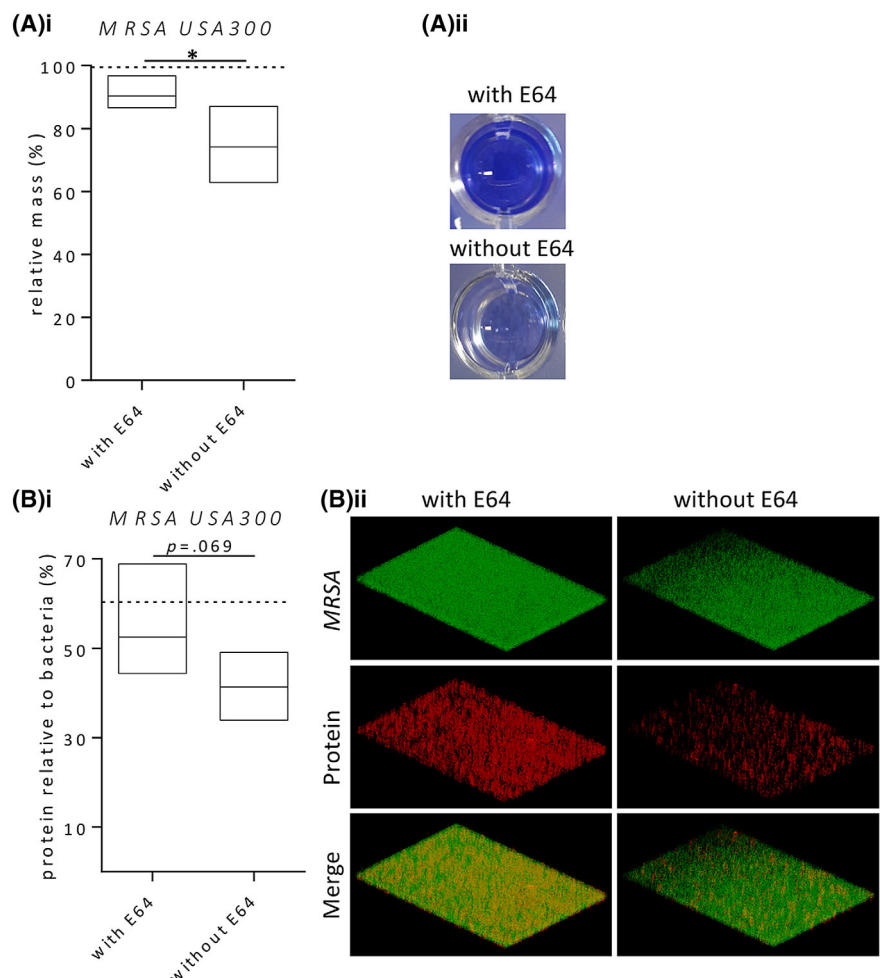 (A)i
MRSA USA300
*
relative mass (%)
100
80
60
40
20
0
with E64
without E64
(A)ii
with E64
without E64
(B)i
MRSA USA300
p=.069
protein relative to bacteria (%)
70
50
30
10
with E64
without E64
(B)ii
with E64
without E64
MRSA
Protein
Merge